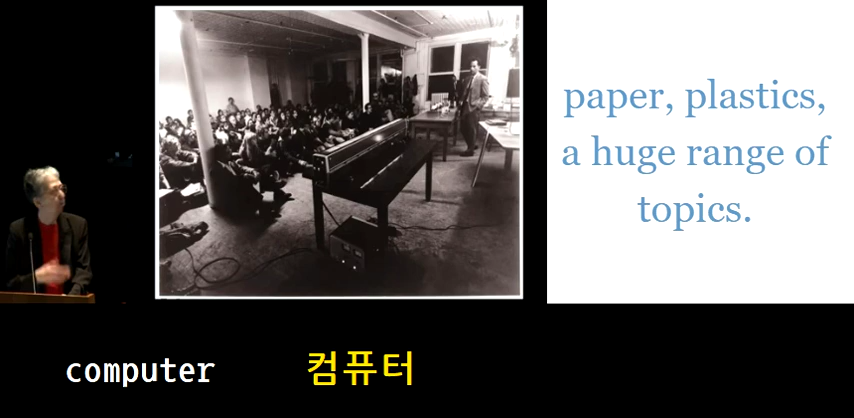 paper, plastics,
a huge range of
topics.
computer 컴퓨터